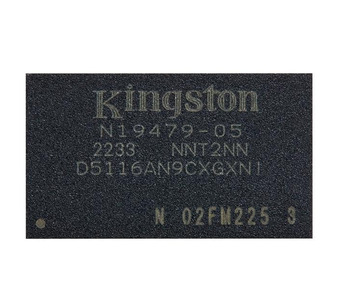 Kingston
N19479-05
2233 NNT2NN
D5116AN9CXGXNI
N 02FM225 3